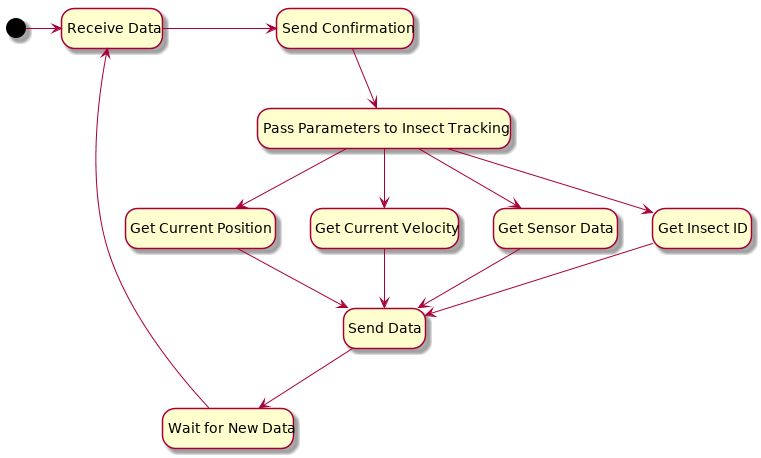 Receive Data
Send Confirmation
Pass Parameters to Insect Tracking
Get Current Position
Get Current Velocity
Get Sensor Data
Get Insect ID
Send Data
Wait for New Data